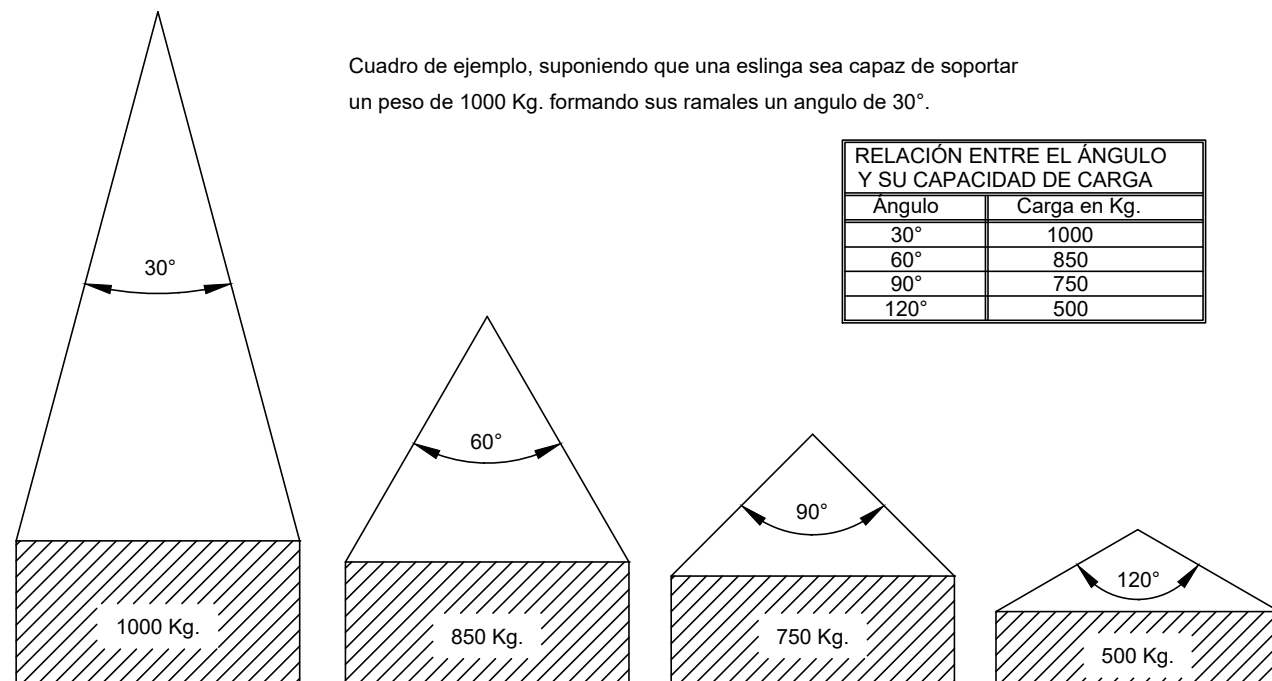 Cuadro de ejemplo, suponiendo que una eslinga sea capaz de soportar
un peso de 1000 Kg. formando sus ramales un angulo de 30°.
RELACIÓN ENTRE EL ÁNGULO
Y SU CAPACIDAD DE CARGA
Ángulo Carga en Kg.
30° 1000
60° 850
90° 750
120° 500
30°
60°
90°
120°
1000 Kg.
850 Kg.
750 Kg.
500 Kg.